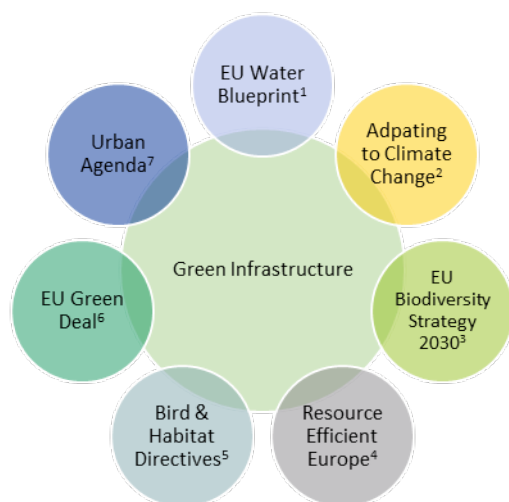 EU Water
Blueprint¹
Adpating
to Climate
Change²
EU
Biodiversity
Strategy
2030³
Resource
Efficient
Europe⁴
Bird &
Habitat
Directives⁵
EU Green
Deal⁶
Urban
Agenda⁷
Green Infrastructure